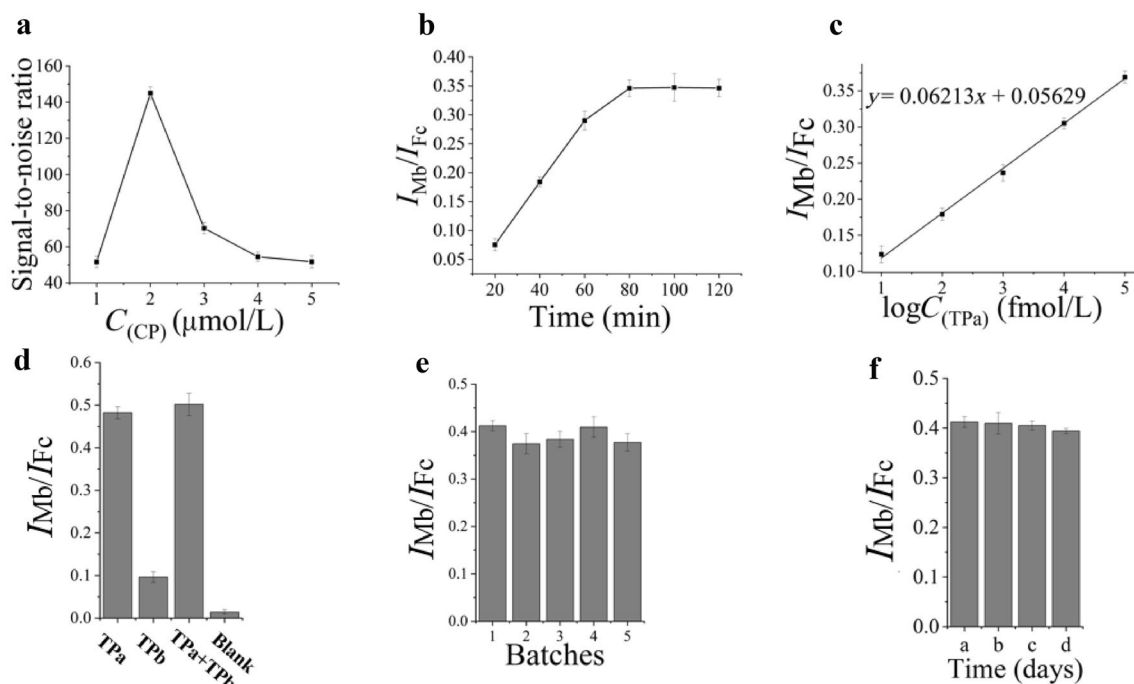 a
160
140
120
100
80
60
40
1 2 3 4 5
Signal-to-noise ratio
C(CP) (μmol/L)
b
0.40
0.35
0.30
0.25
0.20
0.15
0.10
0.05
20 40 60 80 100 120
IMb/IFc
Time (min)
c
y= 0.06213x + 0.05629
0.35
0.30
0.25
0.20
0.15
0.10
1 2 3 4 5
IMb/IFc
logC(TPa) (fmol/L)
d
0.6
0.5
0.4
0.3
0.2
0.1
0.0
IMb/IFc
TPa TPb TPa+TPb Blank
e
0.5
0.4
0.3
0.2
0.1
0.0
1 2 3 4 5
IMb/IFc
Batches
f
0.5
0.4
0.3
0.2
0.1
0.0
a b c d
IMb/IFc
Time (days)